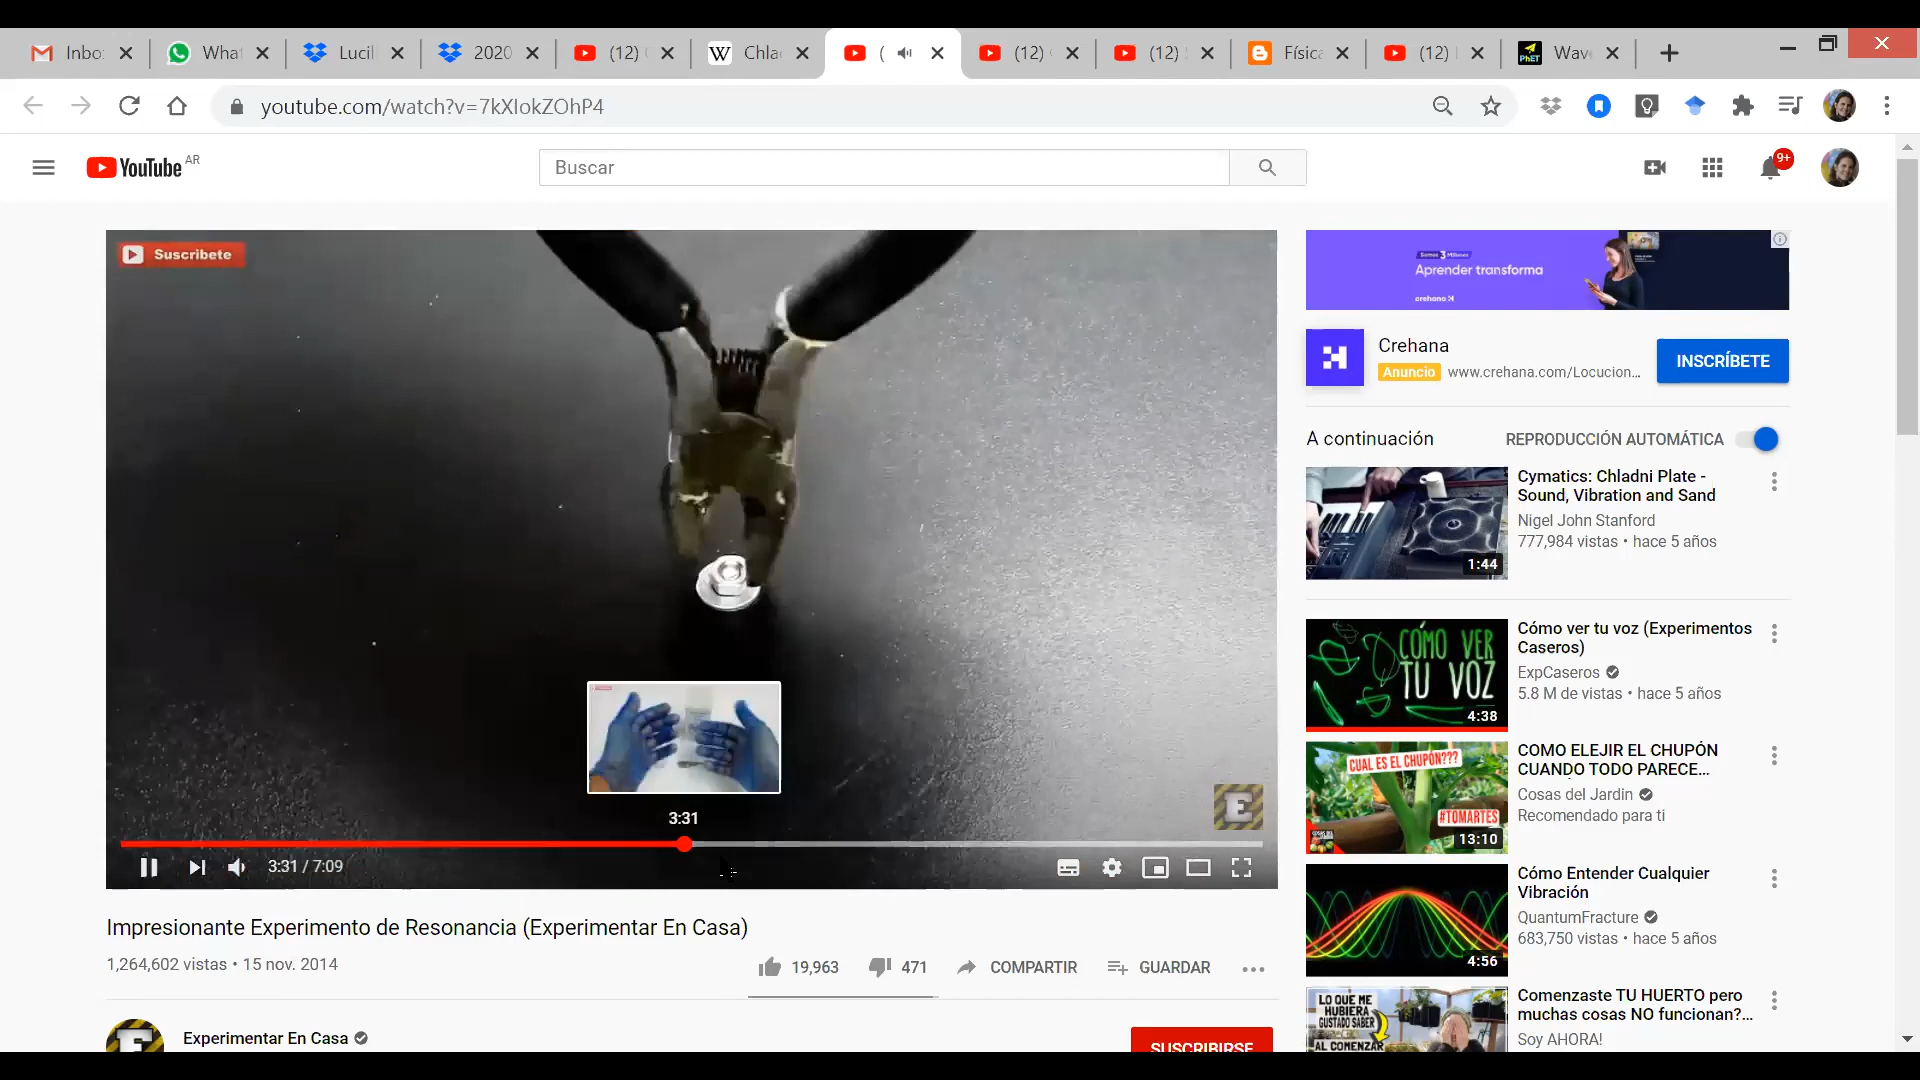 Inbo
What
Lucil
2020
(12)
Chla
(
(12)
(12)
Físic
(12)
Wav
youtube.com/watch?v=7kXIokZOhP4
YouTube AR
Buscar
9+
Suscribete
3:31
3:31 / 7:09
E
Impresionante Experimento de Resonancia (Experimentar En Casa)
1,264,602 vistas • 15 nov. 2014
19,963
471
COMPARTIR
GUARDAR
Experimentar En Casa
SUSCRIBIRSE
Somos 3 Millones
Aprender transforma
crehana
Crehana
Anuncio www.crehana.com/Locucion...
INSCRÍBETE
A continuación
REPRODUCCIÓN AUTOMÁTICA
1:44
Cymatics: Chladni Plate -
Sound, Vibration and Sand
Nigel John Stanford
777,984 vistas • hace 5 años
CÓMO VER
TU VOZ
4:38
Cómo ver tu voz (Experimentos
Caseros)
ExpCaseros
5.8 M de vistas • hace 5 años
CUAL ES EL CHUPÓN???
#TOMARTES
13:10
COMO ELEJIR EL CHUPÓN
CUANDO TODO PARECE...
Cosas del Jardin
Recomendado para ti
4:56
Cómo Entender Cualquier
Vibración
QuantumFracture
683,750 vistas • hace 5 años
LO QUE ME
HUBIERA
GUSTADO SABER
AL COMENZAR
Comenzaste TU HUERTO pero
muchas cosas NO funcionan?...
Soy AHORA!